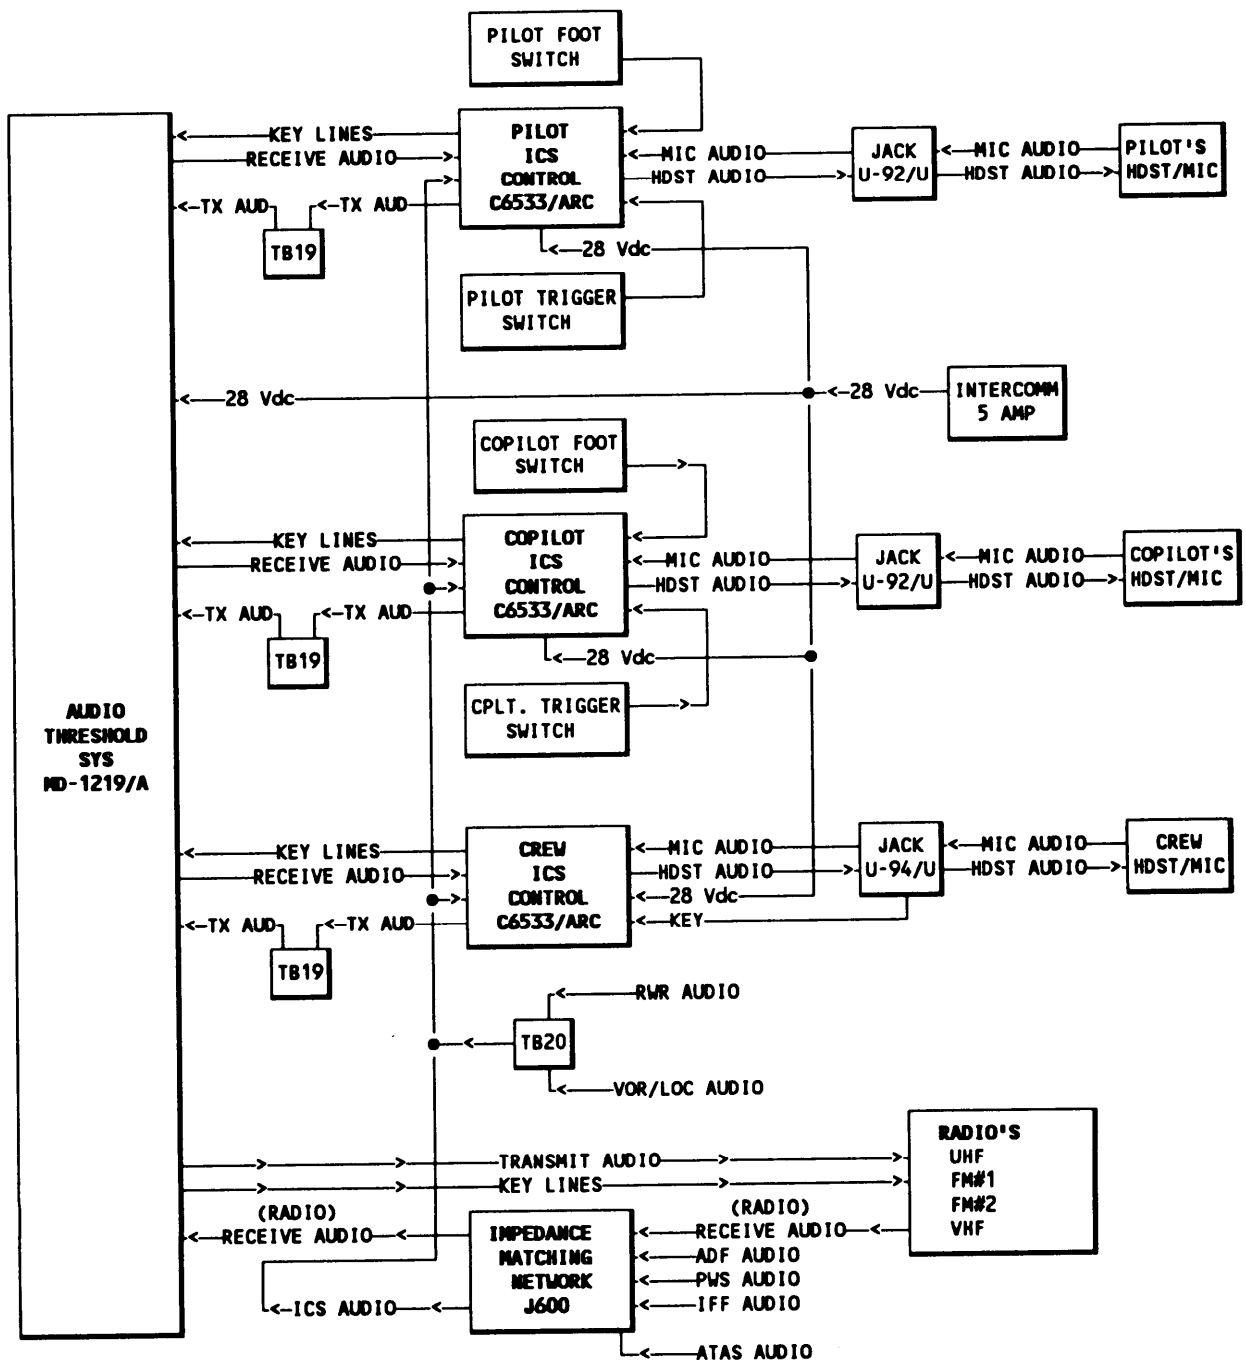 PILOT FOOT
SWITCH
KEY LINES
RECEIVE AUDIO
TX AUD
TX AUD
TB19
PILOT
ICS
CONTROL
C6533/ARC
MIC AUDIO
HDST AUDIO
JACK
U-92/U
MIC AUDIO
HDST AUDIO
PILOT'S
HDST/MIC
28 Vdc
PILOT TRIGGER
SWITCH
28 Vdc
28 Vdc
INTERCOMM
5 AMP
COPILOT FOOT
SWITCH
KEY LINES
RECEIVE AUDIO
TX AUD
TX AUD
TB19
COPILOT
ICS
CONTROL
C6533/ARC
MIC AUDIO
HDST AUDIO
JACK
U-92/U
MIC AUDIO
HDST AUDIO
COPILOT'S
HDST/MIC
28 Vdc
CPLT. TRIGGER
SWITCH
AUDIO
THRESHOLD
SYS
MD-1219/A
KEY LINES
RECEIVE AUDIO
TX AUD
TX AUD
TB19
CREW
ICS
CONTROL
C6533/ARC
MIC AUDIO
HDST AUDIO
28 Vdc
KEY
JACK
U-94/U
MIC AUDIO
HDST AUDIO
CREW
HDST/MIC
RWR AUDIO
TB20
VOR/LOC AUDIO
TRANSMIT AUDIO
KEY LINES
RADIO'S
UHF
FM#1
FM#2
VHF
(RADIO)
RECEIVE AUDIO
ICS AUDIO
IMPEDANCE
MATCHING
NETWORK
J600
(RADIO)
RECEIVE AUDIO
ADF AUDIO
PWS AUDIO
IFF AUDIO
ATAS AUDIO